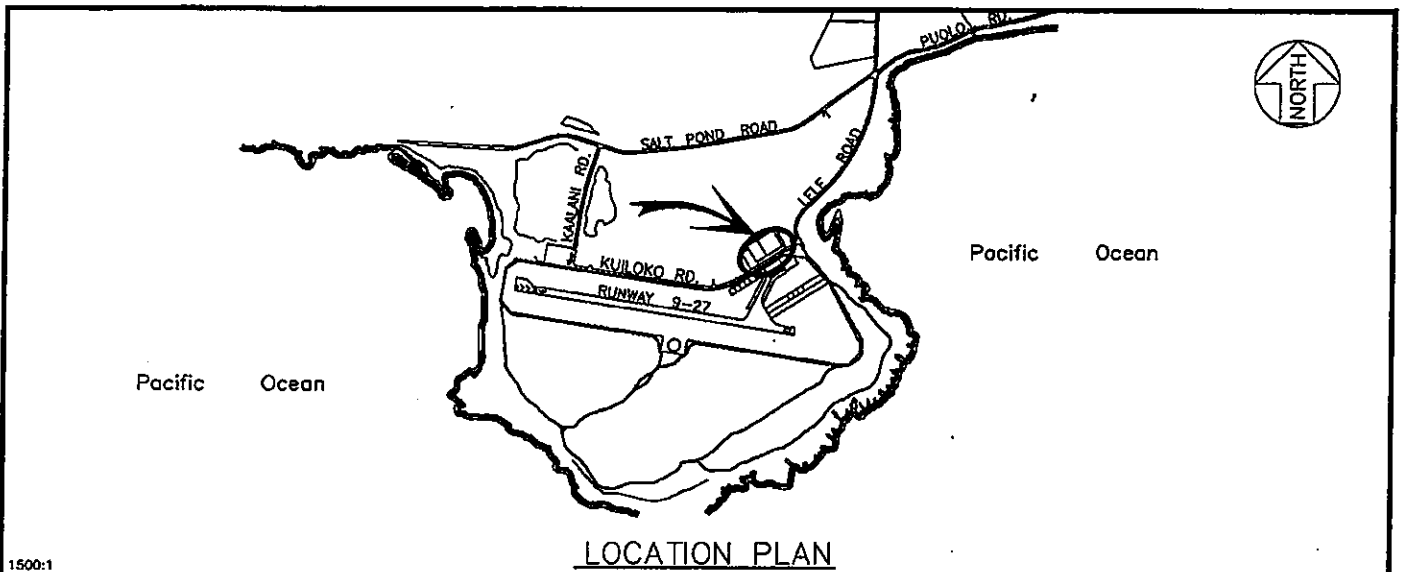 PUOLO RD.
NORTH
SALT POND ROAD
KAALANI RD.
LELE ROAD
Pacific Ocean
KUILOKO RD.
RUNWAY 9-27
Pacific Ocean
LOCATION PLAN
1500:1